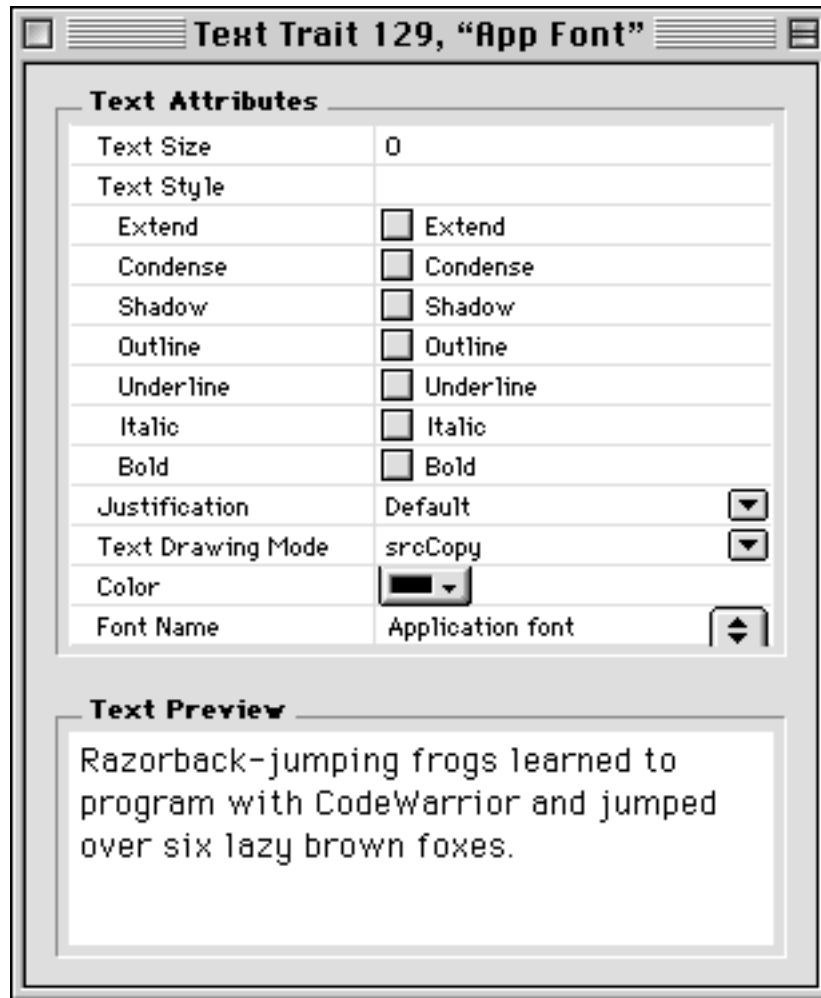 Text Trait 129, “App Font”
Text Attributes
Text Size 0
Text Style
Extend Extend
Condense Condense
Shadow Shadow
Outline Outline
Underline Underline
Italic Italic
Bold Bold
Justification Default
Text Drawing Mode srcCopy
Color
Font Name Application font
Text Preview
Razorback-jumping frogs learned to
program with CodeWarrior and jumped
over six lazy brown foxes.